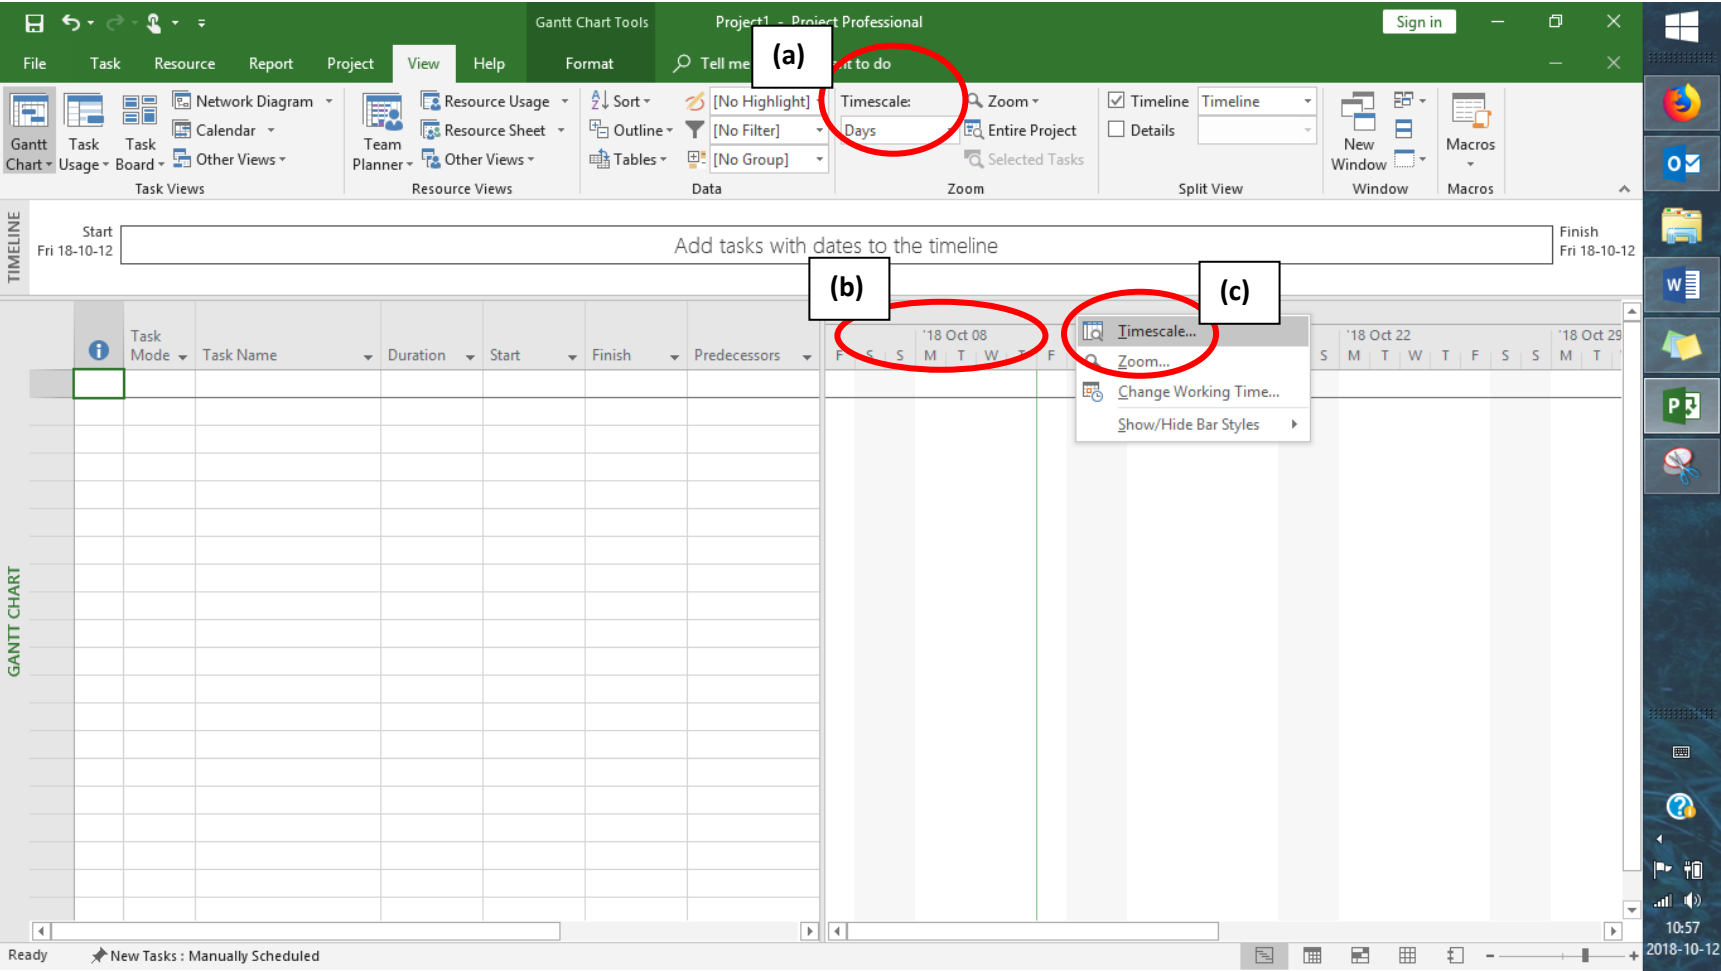 Gantt Chart Tools
Project1 - Project Professional
Sign in
File Task Resource Report Project View Help Format Tell me nt to do
(a)
Gantt Chart
Task Usage
Task Board
Network Diagram
Calendar
Other Views
Task Views
Team Planner
Resource Usage
Resource Sheet
Other Views
Resource Views
Sort
Outline
Tables
[No Highlight]
[No Filter]
[No Group]
Data
Timescale:
Days
Zoom
Entire Project
Selected Tasks
Zoom
Timeline Timeline
Details
Split View
New Window
Window
Macros
Macros
TIMELINE
Start
Fri 18-10-12
Add tasks with dates to the timeline
Finish
Fri 18-10-12
(b)
(c)
Task Mode
Task Name
Duration
Start
Finish
Predecessors
'18 Oct 08
'18 Oct 22
'18 Oct 29
F S S M T W T F
S M T W T F S S M T
Timescale...
Zoom...
Change Working Time...
Show/Hide Bar Styles
GANTT CHART
Ready
New Tasks : Manually Scheduled
10:57
2018-10-12